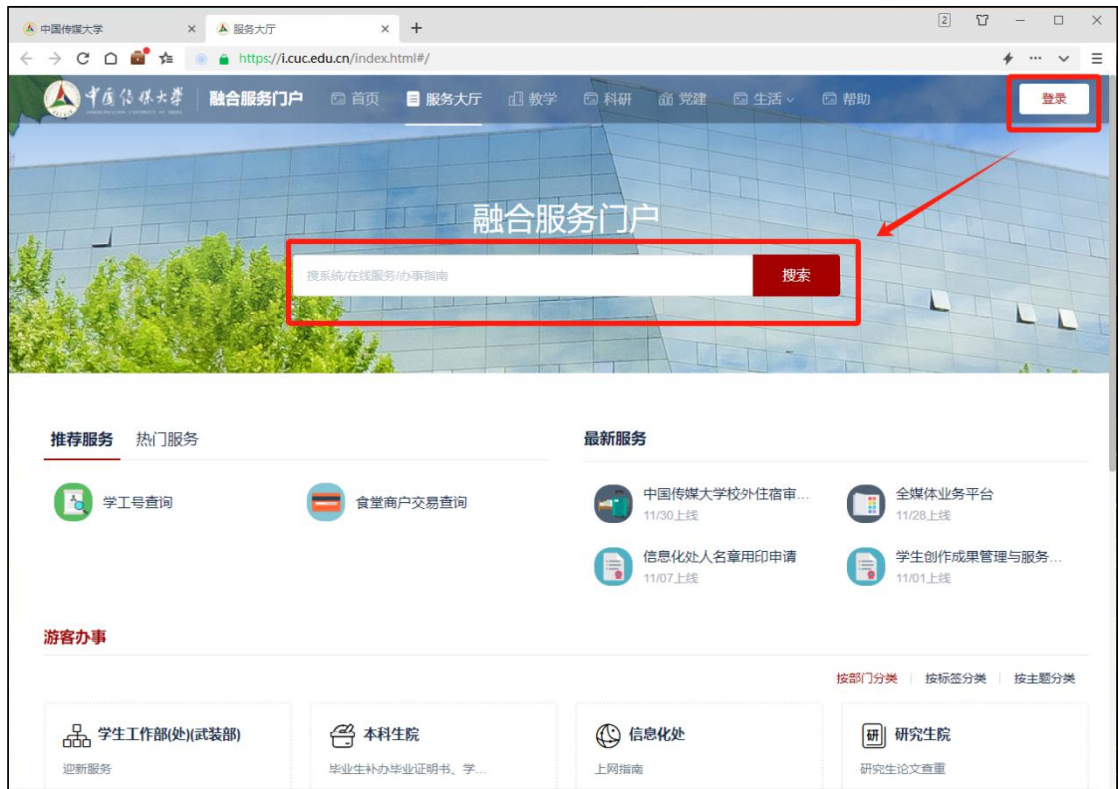 中国传媒大学
服务大厅
2
https://i.cuc.edu.cn/index.html#/
中国传媒大学 融合服务门户 首页 服务大厅 教学 科研 党建 生活 帮助 登录
融合服务门户
搜系统/在线服务/办事指南 搜索
推荐服务 热门服务
学工号查询 食堂商户交易查询
最新服务
中国传媒大学校外住宿审...
11/30上线
全媒体业务平台
11/28上线
信息化处人名章用印申请
11/07上线
学生创作成果管理与服务...
11/01上线
游客办事
按部门分类 按标签分类 按主题分类
学生工作部(处)(武装部)
迎新服务
本科生院
毕业生补办毕业证明书、学...
信息化处
上网指南
研 研究生院
研究生论文查重